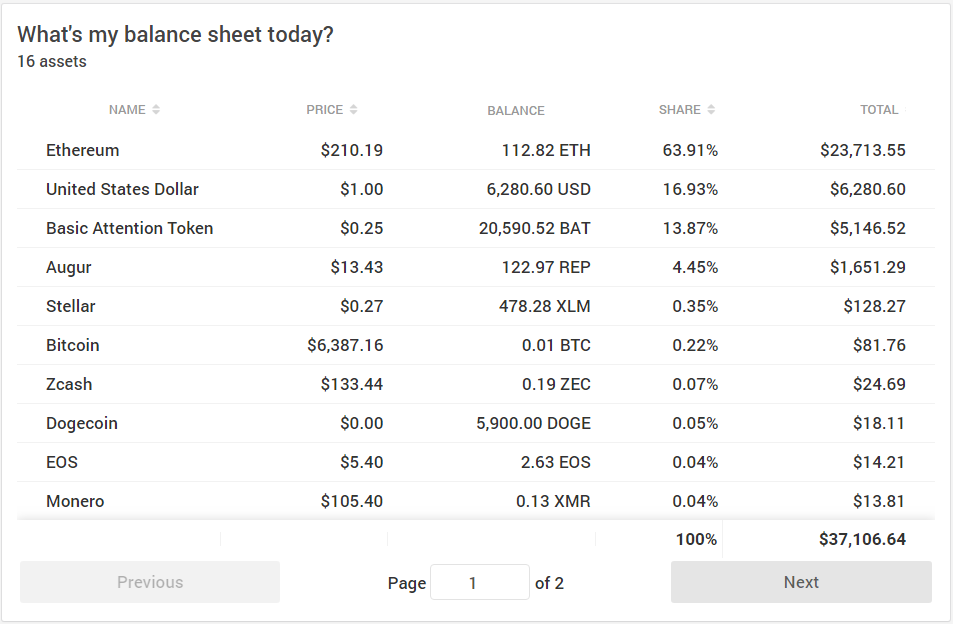 What's my balance sheet today?
16 assets
NAME PRICE BALANCE SHARE TOTAL
Ethereum $210.19 112.82 ETH 63.91% $23,713.55
United States Dollar $1.00 6,280.60 USD 16.93% $6,280.60
Basic Attention Token $0.25 20,590.52 BAT 13.87% $5,146.52
Augur $13.43 122.97 REP 4.45% $1,651.29
Stellar $0.27 478.28 XLM 0.35% $128.27
Bitcoin $6,387.16 0.01 BTC 0.22% $81.76
Zcash $133.44 0.19 ZEC 0.07% $24.69
Dogecoin $0.00 5,900.00 DOGE 0.05% $18.11
EOS $5.40 2.63 EOS 0.04% $14.21
Monero $105.40 0.13 XMR 0.04% $13.81
100% $37,106.64
Previous Page 1 of 2 Next